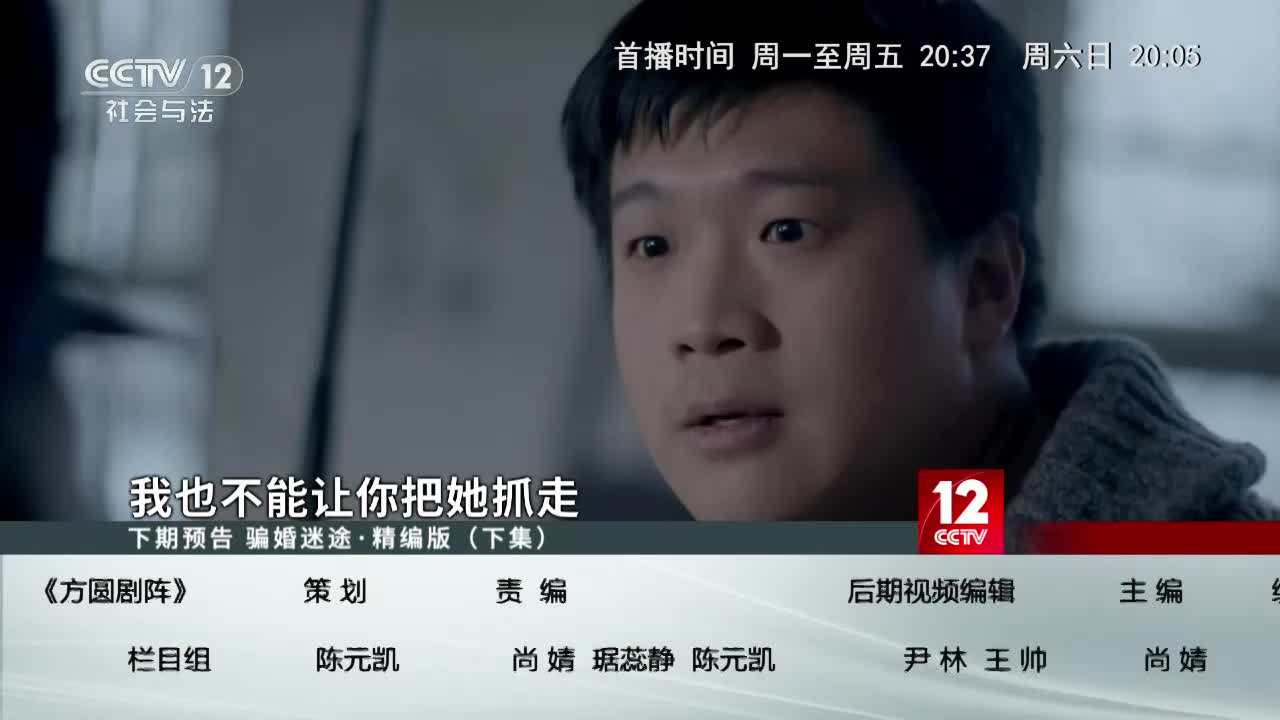 首播时间 周一至周五 20:37 周六日 20:05
CCTV 12
社会与法
我也不能让你把她抓走
下期预告 骗婚迷途·精编版（下集）
12
CCTV
《方圆剧阵》 策划 责 编 后期视频编辑 主编
栏目组 陈元凯 尚婧 琚蕊静 陈元凯 尹林 王帅 尚婧